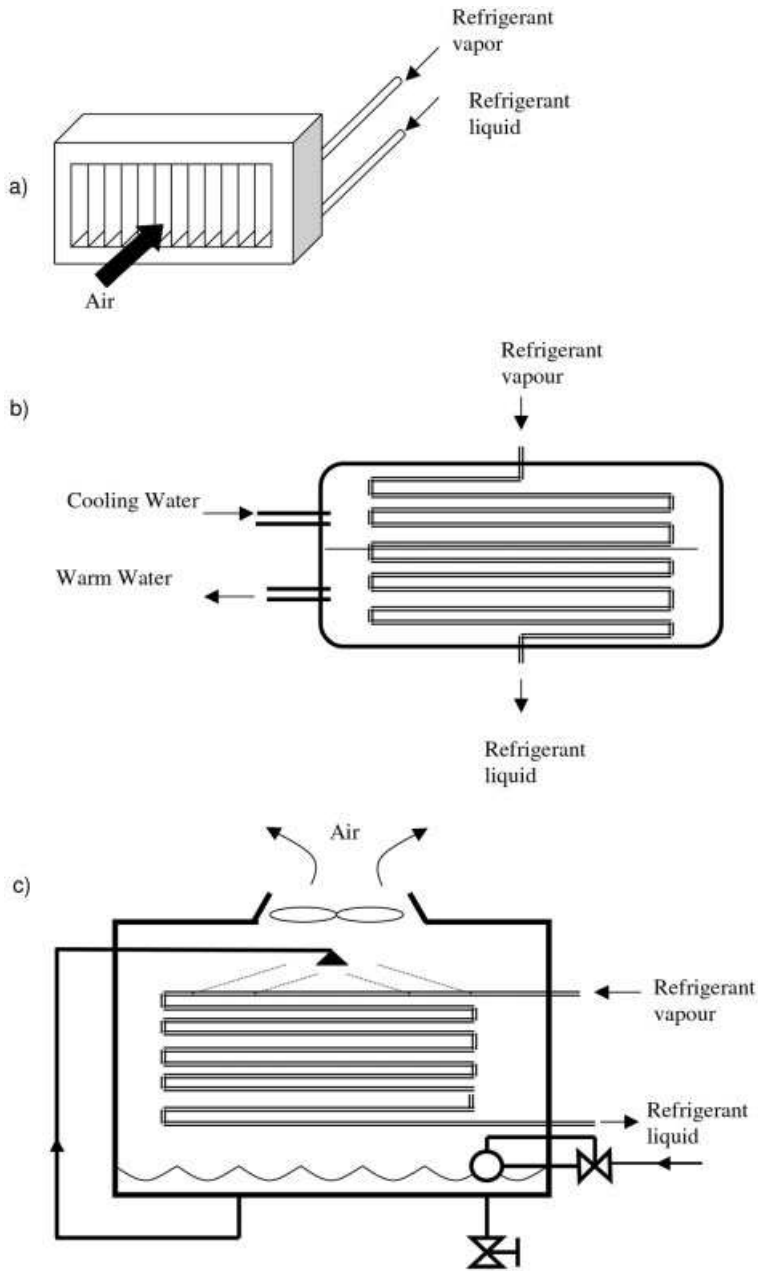 Refrigerant
vapor
Refrigerant
liquid
a)
Air
Refrigerant
vapour
b)
Cooling Water
Warm Water
Refrigerant
liquid
Air
c)
Refrigerant
vapour
Refrigerant
liquid